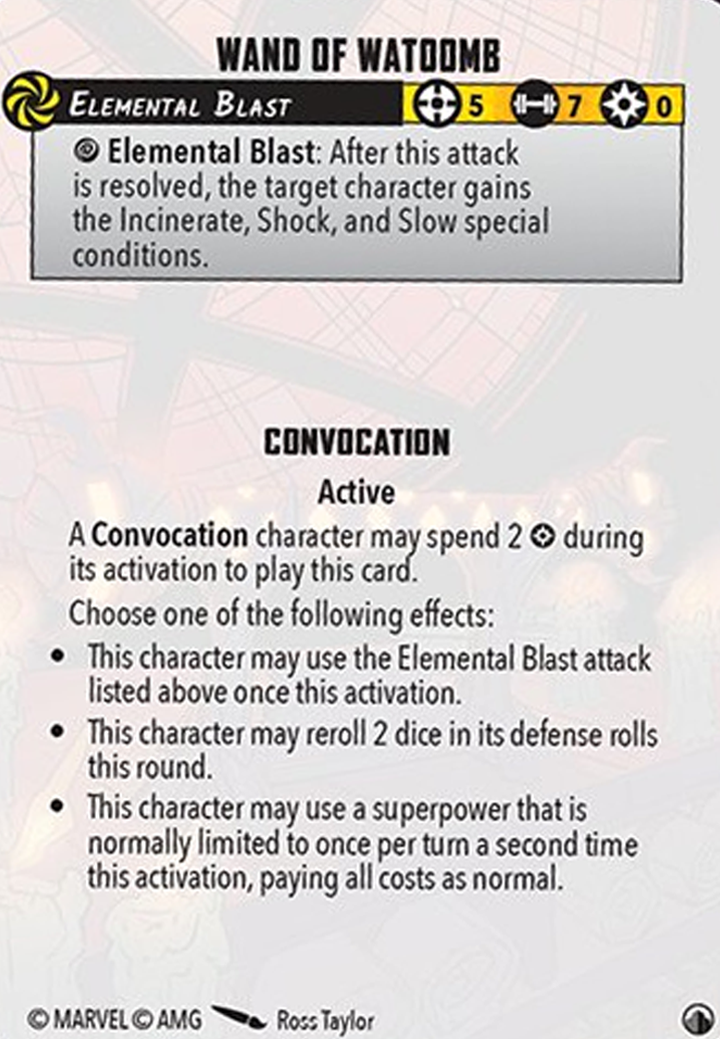 WAND OF WATOOMB
ELEMENTAL BLAST 5 7 0
Elemental Blast: After this attack
is resolved, the target character gains
the Incinerate, Shock, and Slow special
conditions.
CONVOCATION
Active
A Convocation character may spend 2 during
its activation to play this card.
Choose one of the following effects:
• This character may use the Elemental Blast attack
listed above once this activation.
• This character may reroll 2 dice in its defense rolls
this round.
• This character may use a superpower that is
normally limited to once per turn a second time
this activation, paying all costs as normal.
© MARVEL © AMG Ross Taylor